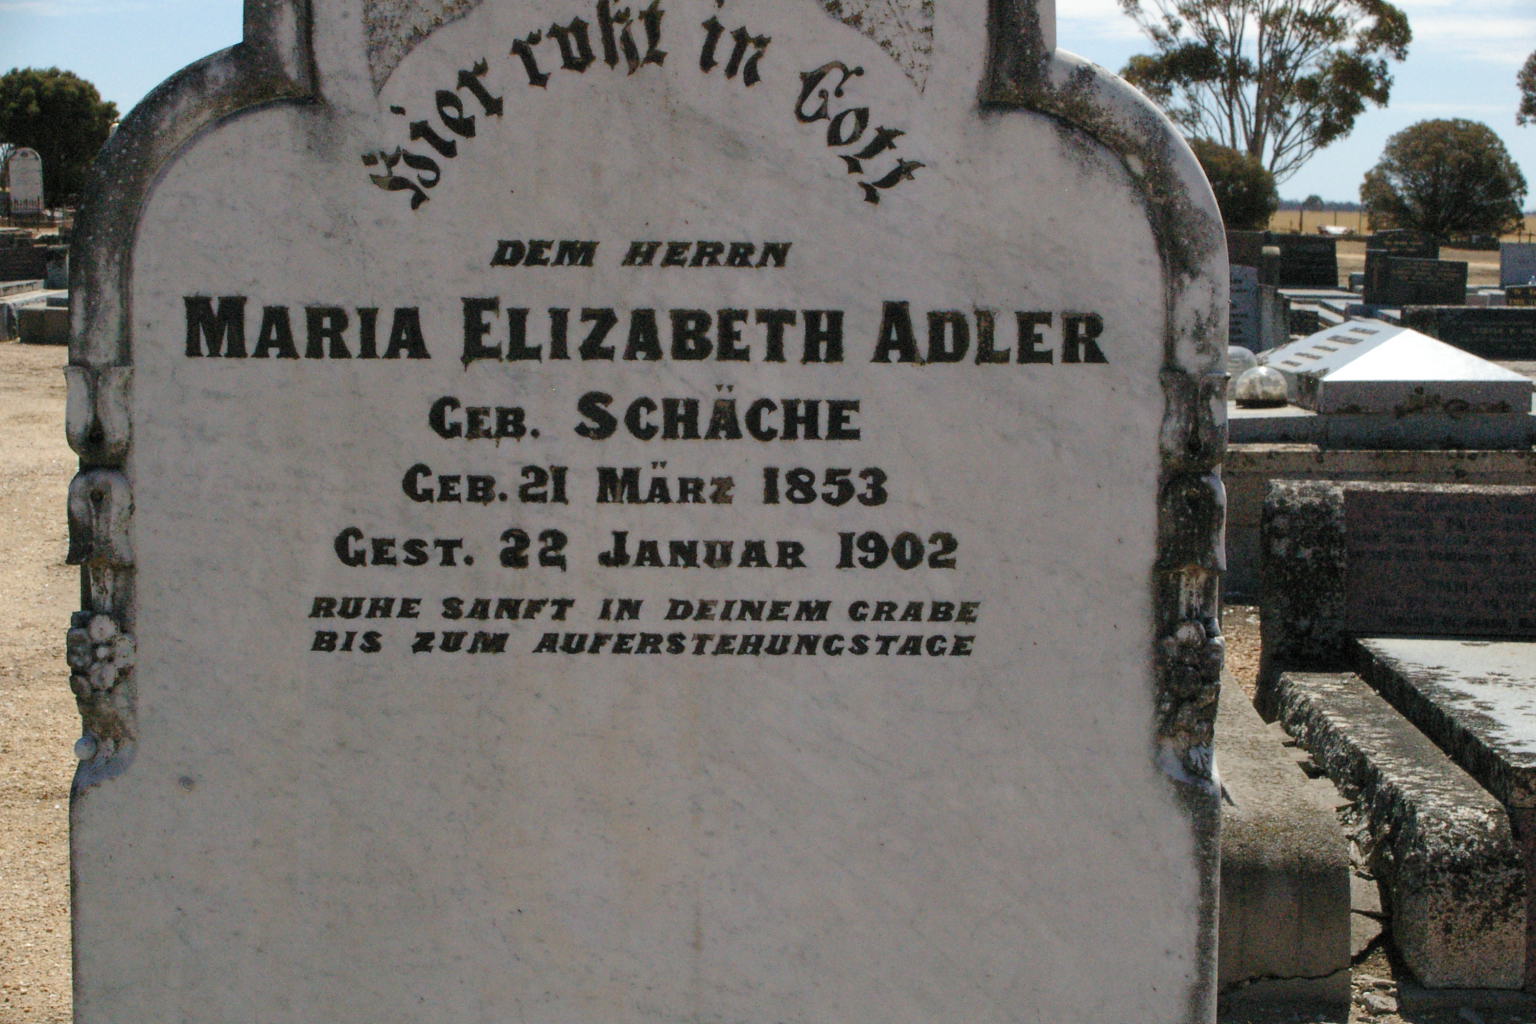 Hier ruht in Gott
DEM HERRN
MARIA ELIZABETH ADLER
GEB. SCHÄCHE
GEB. 21 MÄRZ 1853
GEST. 22 JANUAR 1902
RUHE SANFT IN DEINEM GRABE
BIS ZUM AUFERSTEHUNGSTAGE